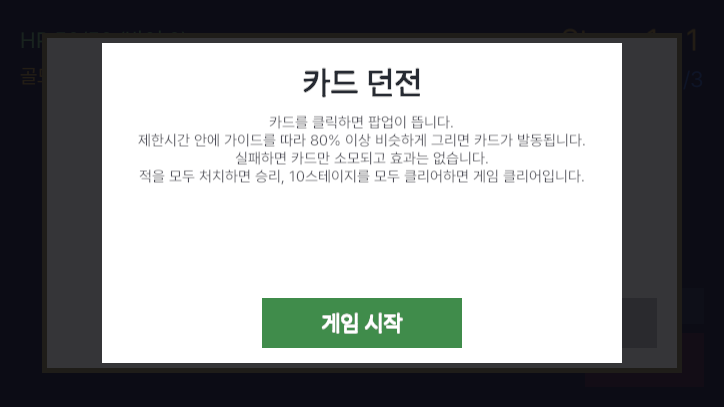 카드 던전
카드를 클릭하면 팝업이 뜹니다.
제한시간 안에 가이드를 따라 80% 이상 비슷하게 그리면 카드가 발동됩니다.
실패하면 카드만 소모되고 효과는 없습니다.
적을 모두 처치하면 승리, 10스테이지를 모두 클리어하면 게임 클리어입니다.
게임 시작